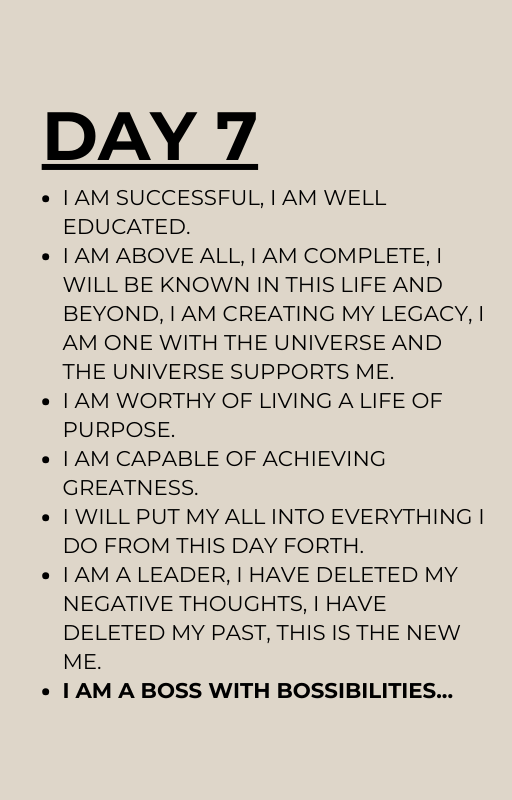 DAY 7
• I AM SUCCESSFUL, I AM WELL
EDUCATED.
• I AM ABOVE ALL, I AM COMPLETE, I
WILL BE KNOWN IN THIS LIFE AND
BEYOND, I AM CREATING MY LEGACY, I
AM ONE WITH THE UNIVERSE AND
THE UNIVERSE SUPPORTS ME.
• I AM WORTHY OF LIVING A LIFE OF
PURPOSE.
• I AM CAPABLE OF ACHIEVING
GREATNESS.
• I WILL PUT MY ALL INTO EVERYTHING I
DO FROM THIS DAY FORTH.
• I AM A LEADER, I HAVE DELETED MY
NEGATIVE THOUGHTS, I HAVE
DELETED MY PAST, THIS IS THE NEW
ME.
• I AM A BOSS WITH BOSSIBILITIES...